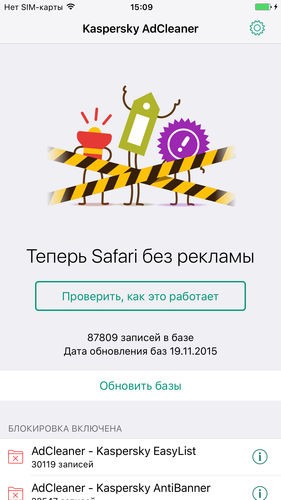 Нет SIM-карты 15:09
Kaspersky AdCleaner
Теперь Safari без рекламы
Проверить, как это работает
87809 записей в базе
Дата обновления баз 19.11.2015
Обновить базы
БЛОКИРОВКА ВКЛЮЧЕНА
AdCleaner - Kaspersky EasyList
30119 записей
AdCleaner - Kaspersky AntiBanner